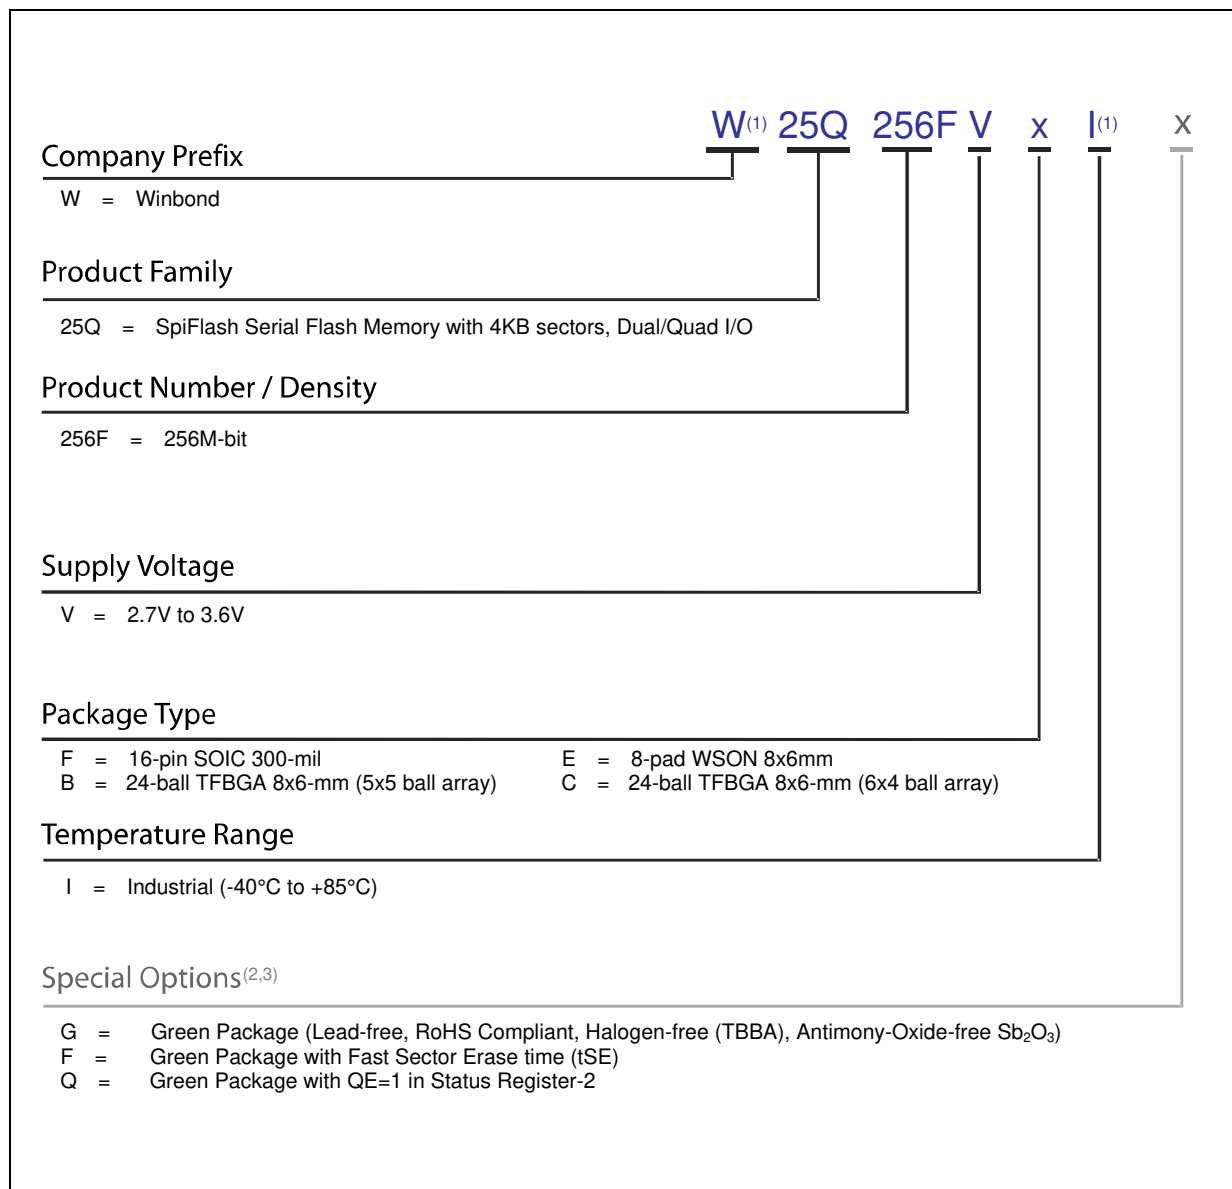 W(1) 25Q 256F V x I(1) x
Company Prefix
W = Winbond
Product Family
25Q = SpiFlash Serial Flash Memory with 4KB sectors, Dual/Quad I/O
Product Number / Density
256F = 256M-bit
Supply Voltage
V = 2.7V to 3.6V
Package Type
F = 16-pin SOIC 300-mil E = 8-pad WSON 8x6mm
B = 24-ball TFBGA 8x6-mm (5x5 ball array) C = 24-ball TFBGA 8x6-mm (6x4 ball array)
Temperature Range
I = Industrial (-40°C to +85°C)
Special Options(2,3)
G = Green Package (Lead-free, RoHS Compliant, Halogen-free (TBBA), Antimony-Oxide-free Sb₂O₃)
F = Green Package with Fast Sector Erase time (tSE)
Q = Green Package with QE=1 in Status Register-2